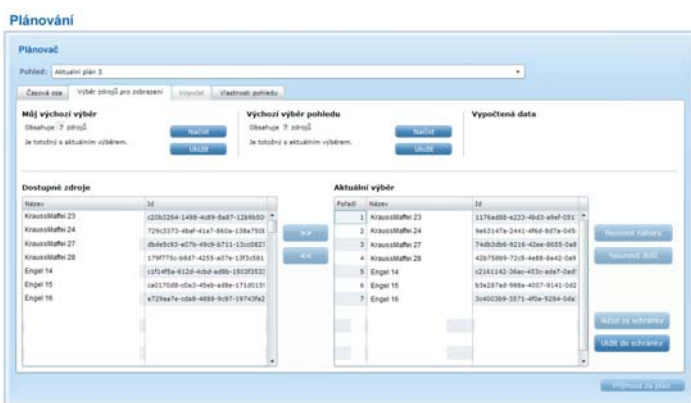 Plánování
Plánovač
Pohled: Aktuální plán 3
Časová osa Výběr zdrojů pro zobrazení Výpočet Vlastnosti pohledu
Můj výchozí výběr
Obsahuje 7 zdrojů
Je totožný s aktuálním výběrem.
Načíst
Uložit
Výchozí výběr pohledu
Obsahuje 7 zdrojů
Je totožný s aktuálním výběrem.
Načíst
Uložit
Vypočtená data
Dostupné zdroje
Název Id
KraussMaffei 23
KraussMaffei 24
KraussMaffei 27
KraussMaffei 28
Engel 14
Engel 15
Engel 16
>>
<<
Aktuální výběr
Pořadí Název Id
1 KraussMaffei 23
2 KraussMaffei 24
3 KraussMaffei 27
4 KraussMaffei 28
5 Engel 14
6 Engel 15
7 Engel 16
Posunout nahoru
Posunout dolů
Načíst ze schránky
Uložit do schránky
Přijmout za plán